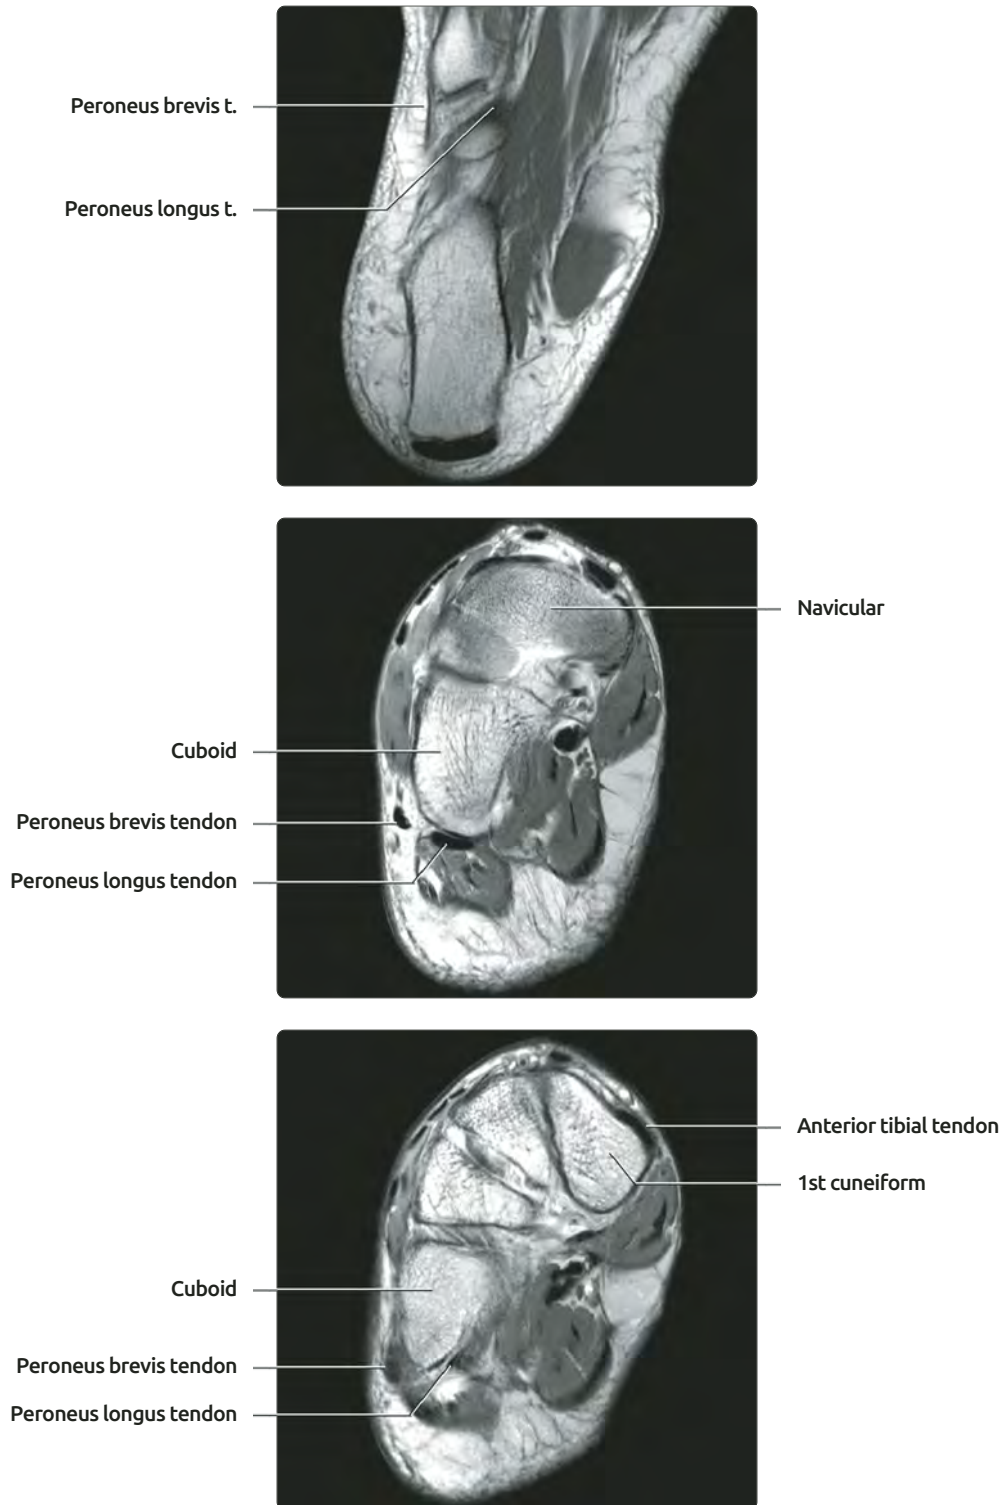 Peroneus brevis t.
Peroneus longus t.
Navicular
Cuboid
Peroneus brevis tendon
Peroneus longus tendon
Anterior tibial tendon
1st cuneiform
Cuboid
Peroneus brevis tendon
Peroneus longus tendon